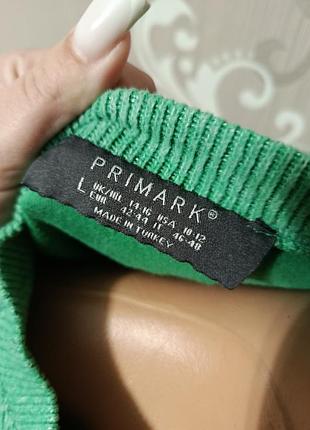 PRIMARK®
L UK/IRL 14-16 USA 10-12
EUR 42-44 IT 46-48
MADE IN TURKEY